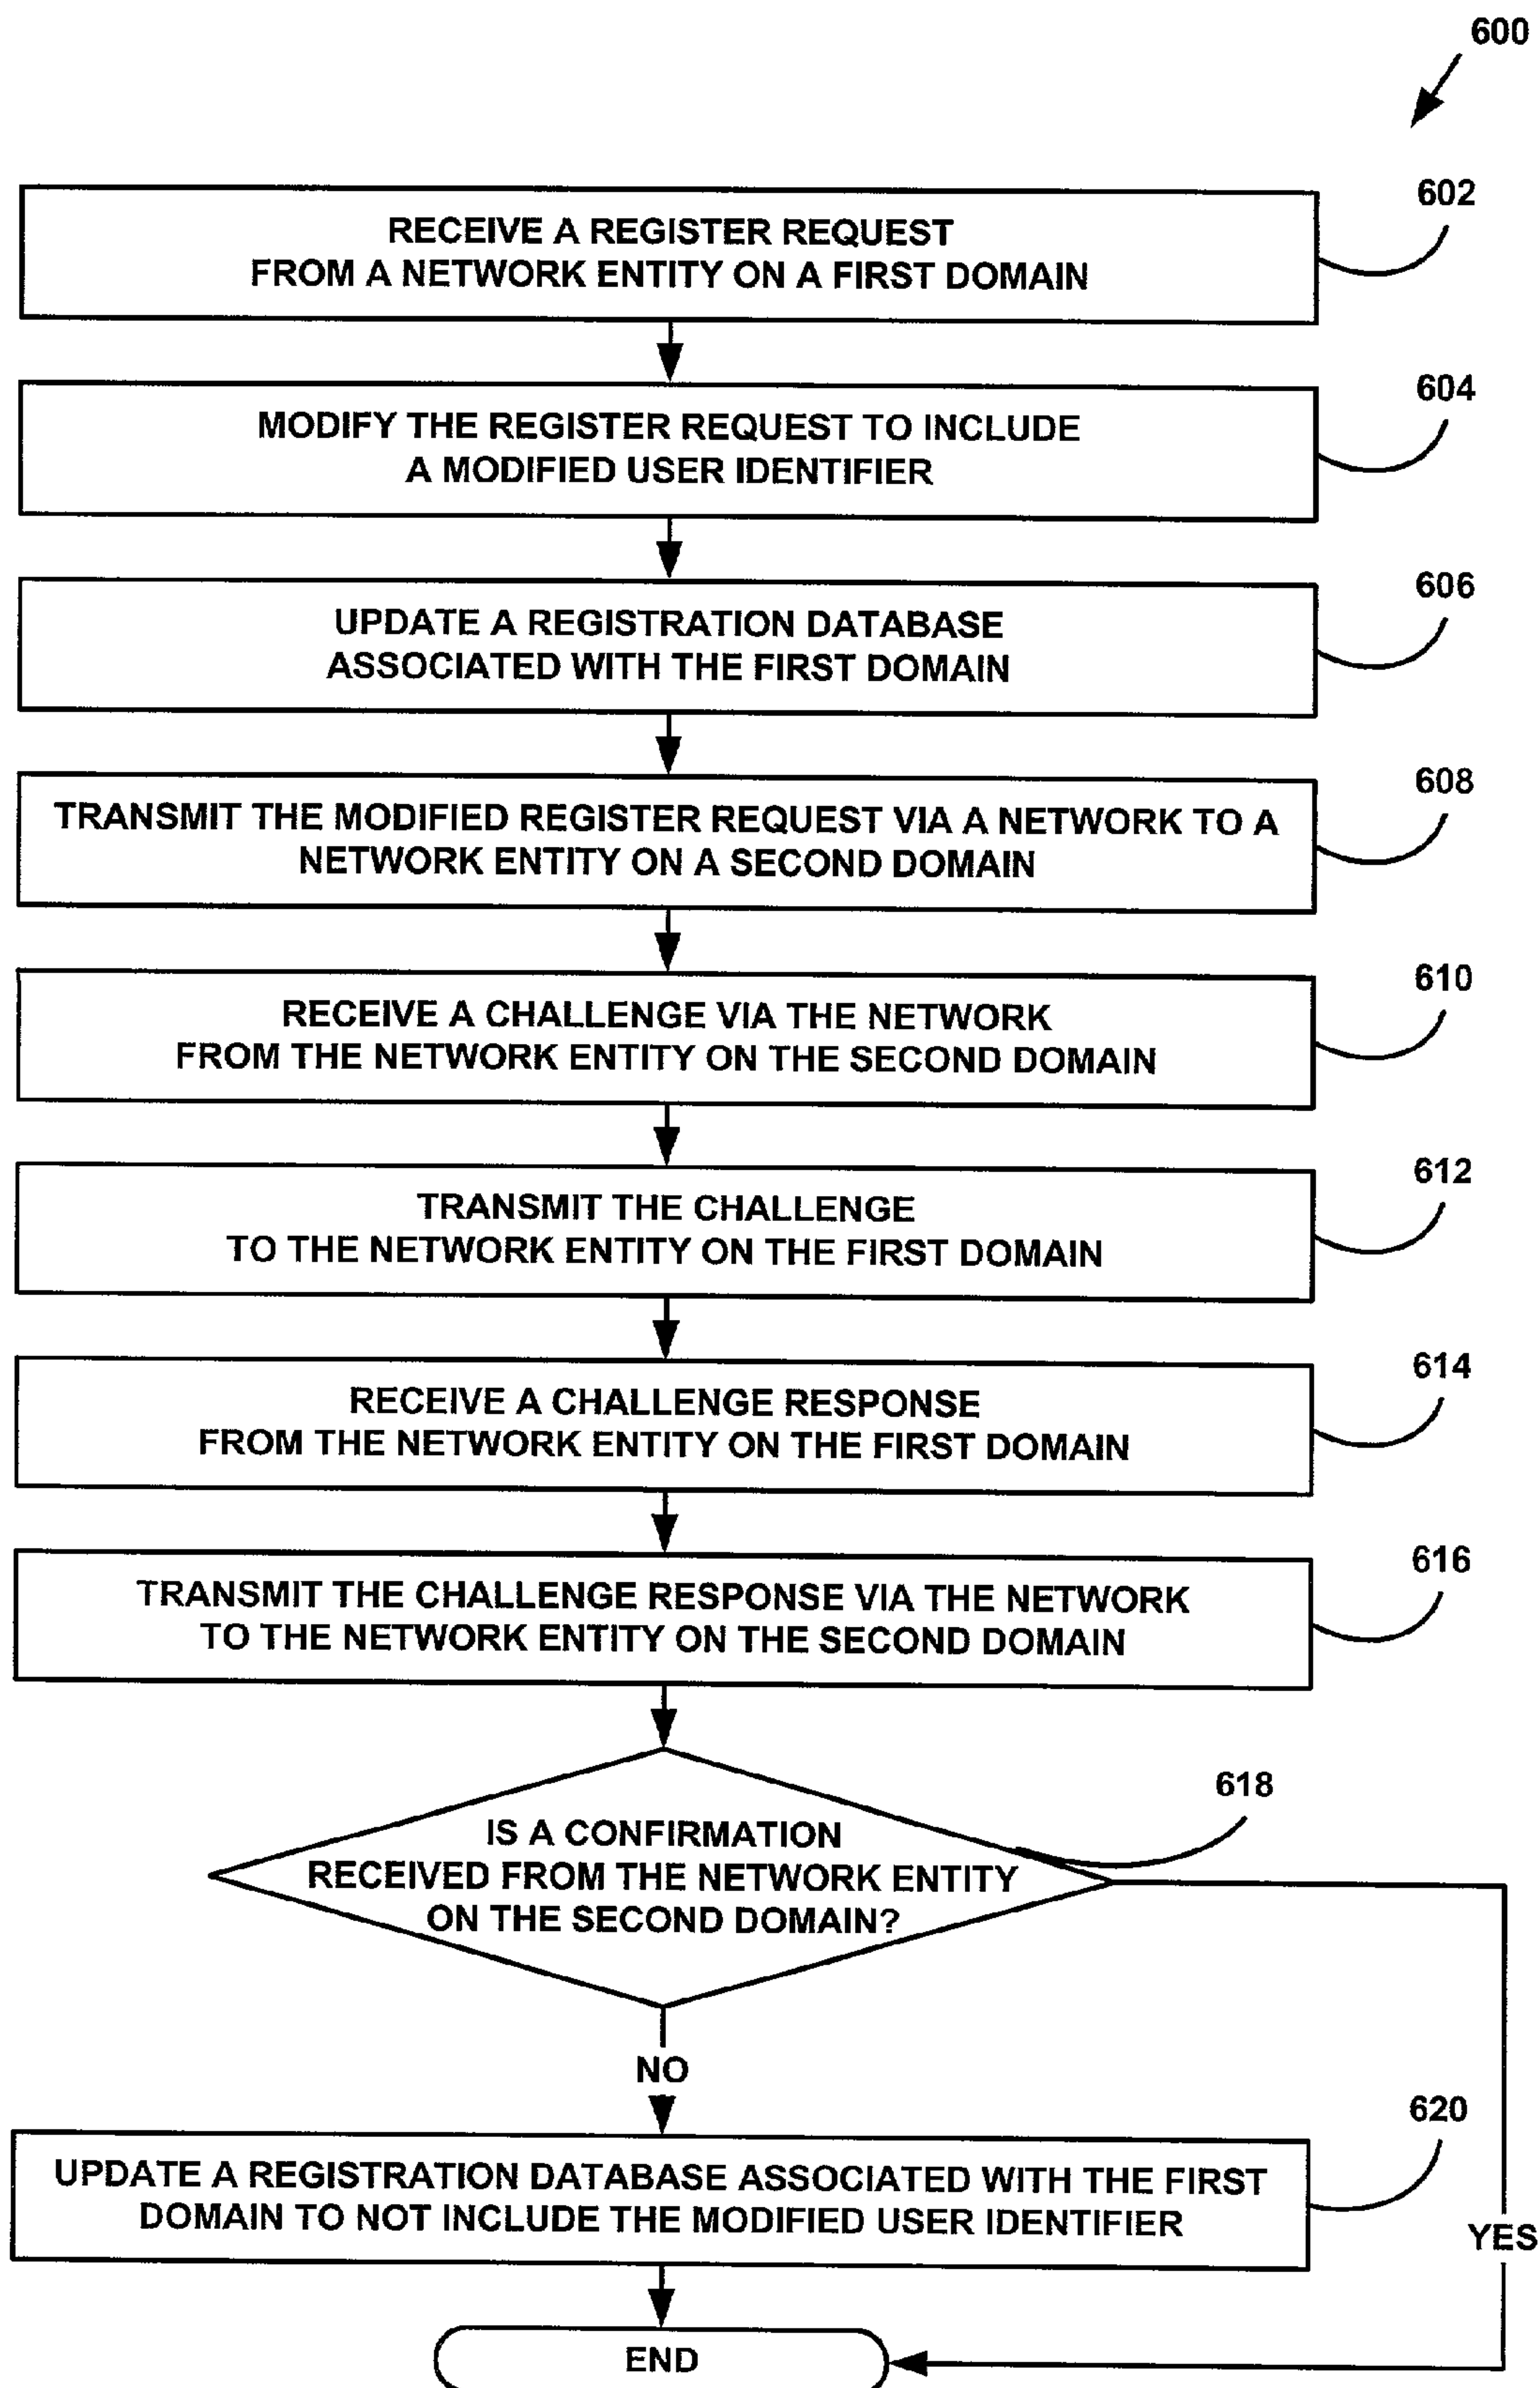 600
602
RECEIVE A REGISTER REQUEST
FROM A NETWORK ENTITY ON A FIRST DOMAIN
604
MODIFY THE REGISTER REQUEST TO INCLUDE
A MODIFIED USER IDENTIFIER
606
UPDATE A REGISTRATION DATABASE
ASSOCIATED WITH THE FIRST DOMAIN
608
TRANSMIT THE MODIFIED REGISTER REQUEST VIA A NETWORK TO A
NETWORK ENTITY ON A SECOND DOMAIN
610
RECEIVE A CHALLENGE VIA THE NETWORK
FROM THE NETWORK ENTITY ON THE SECOND DOMAIN
612
TRANSMIT THE CHALLENGE
TO THE NETWORK ENTITY ON THE FIRST DOMAIN
614
RECEIVE A CHALLENGE RESPONSE
FROM THE NETWORK ENTITY ON THE FIRST DOMAIN
616
TRANSMIT THE CHALLENGE RESPONSE VIA THE NETWORK
TO THE NETWORK ENTITY ON THE SECOND DOMAIN
618
IS A CONFIRMATION
RECEIVED FROM THE NETWORK ENTITY
ON THE SECOND DOMAIN?
NO
620
UPDATE A REGISTRATION DATABASE ASSOCIATED WITH THE FIRST
DOMAIN TO NOT INCLUDE THE MODIFIED USER IDENTIFIER
YES
END